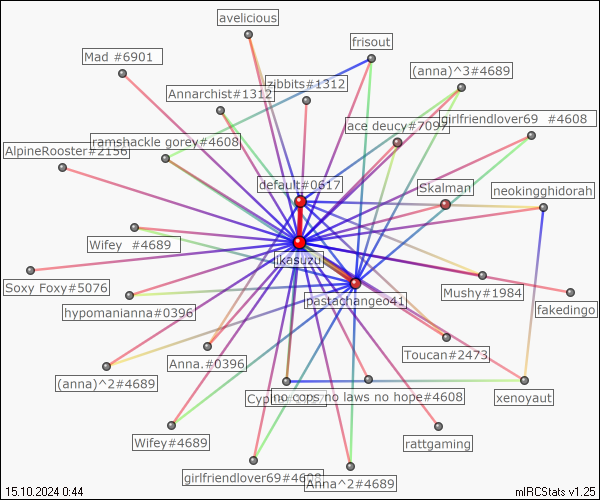 avelicious
frisout
Mad #6901
zibbits#1312
(anna)^3#4689
Annarchist#1312
ace deucy#7097
girlfriendlover69 #4608
ramshackle gorey#4608
AlpineRooster#2156
default#0617
Skalman
neokingghidorah
Wifey #4689
ikasuzu
Soxy Foxy#5076
Mushy#1984
pastachangeo41
fakedingo
hypomanianna#0396
Toucan#2473
Anna.#0396
(anna)^2#4689
no cops no laws no hope#4608
xenoyaut
Wifey#4689
rattgaming
girlfriendlover69#4608
Anna^2#4689
15.10.2024 0:44
mIRCStats v1.25